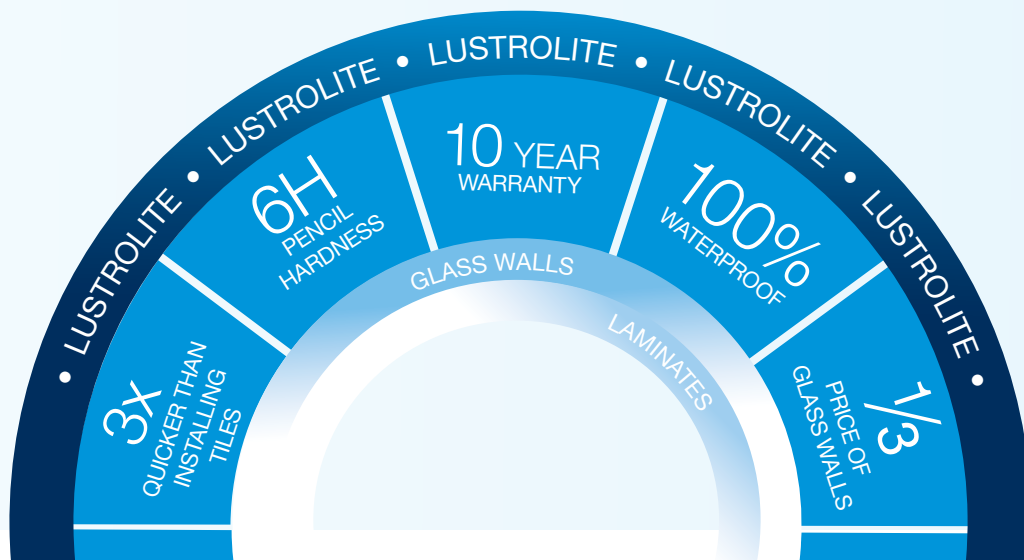 LUSTROLITE • LUSTROLITE • LUSTROLITE • LUSTROLITE • LUSTROLITE
3x
QUICKER THAN
INSTALLING
TILES
6H
PENCIL
HARDNESS
10 YEAR
WARRANTY
100%
WATERPROOF
1/3
PRICE OF
GLASS WALLS
GLASS WALLS
LAMINATES